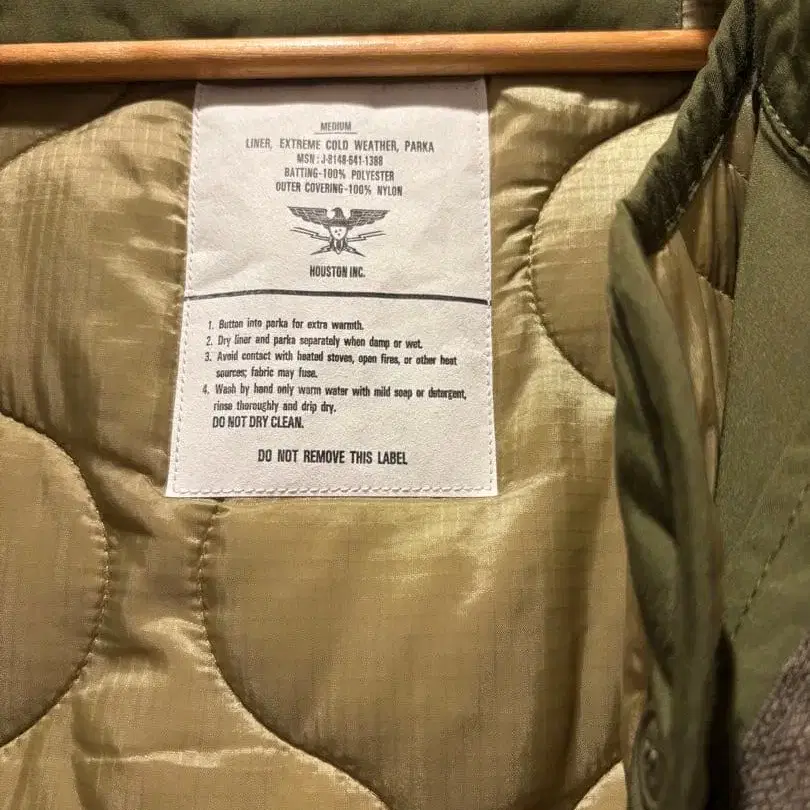 MEDIUM
LINER, EXTREME COLD WEATHER, PARKA
MSN : J-8148-641-1388
BATTING-100% POLYESTER
OUTER COVERING-100% NYLON
HOUSTON INC.
1. Button into parka for extra warmth.
2. Dry liner and parka separately when damp or wet.
3. Avoid contact with heated stoves, open fires, or other heat
sources; fabric may fuse.
4. Wash by hand only warm water with mild soap or detergent,
rinse thoroughly and drip dry.
DO NOT DRY CLEAN.
DO NOT REMOVE THIS LABEL